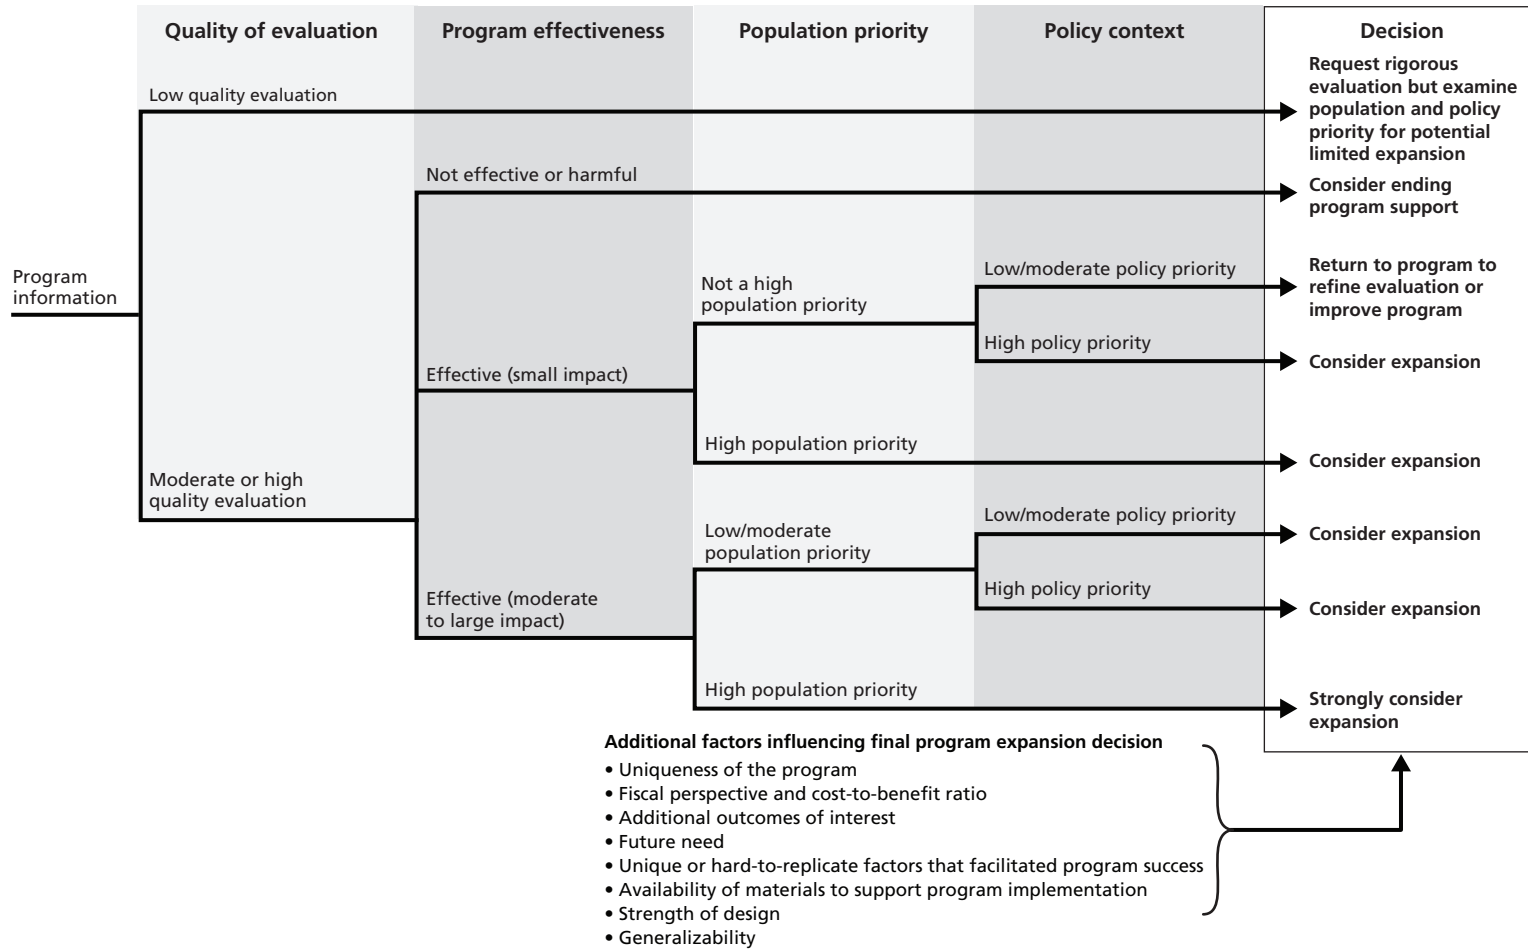 Quality of evaluation
Program effectiveness
Population priority
Policy context
Decision
Low quality evaluation
Request rigorous
evaluation but examine
population and policy
priority for potential
limited expansion
Not effective or harmful
Consider ending
program support
Program
information
Not a high
population priority
Low/moderate policy priority
Return to program to
refine evaluation or
improve program
High policy priority
Consider expansion
Effective (small impact)
High population priority
Consider expansion
Moderate or high
quality evaluation
Low/moderate
population priority
Low/moderate policy priority
Consider expansion
High policy priority
Consider expansion
Effective (moderate
to large impact)
High population priority
Strongly consider
expansion
Additional factors influencing final program expansion decision
• Uniqueness of the program
• Fiscal perspective and cost-to-benefit ratio
• Additional outcomes of interest
• Future need
• Unique or hard-to-replicate factors that facilitated program success
• Availability of materials to support program implementation
• Strength of design
• Generalizability